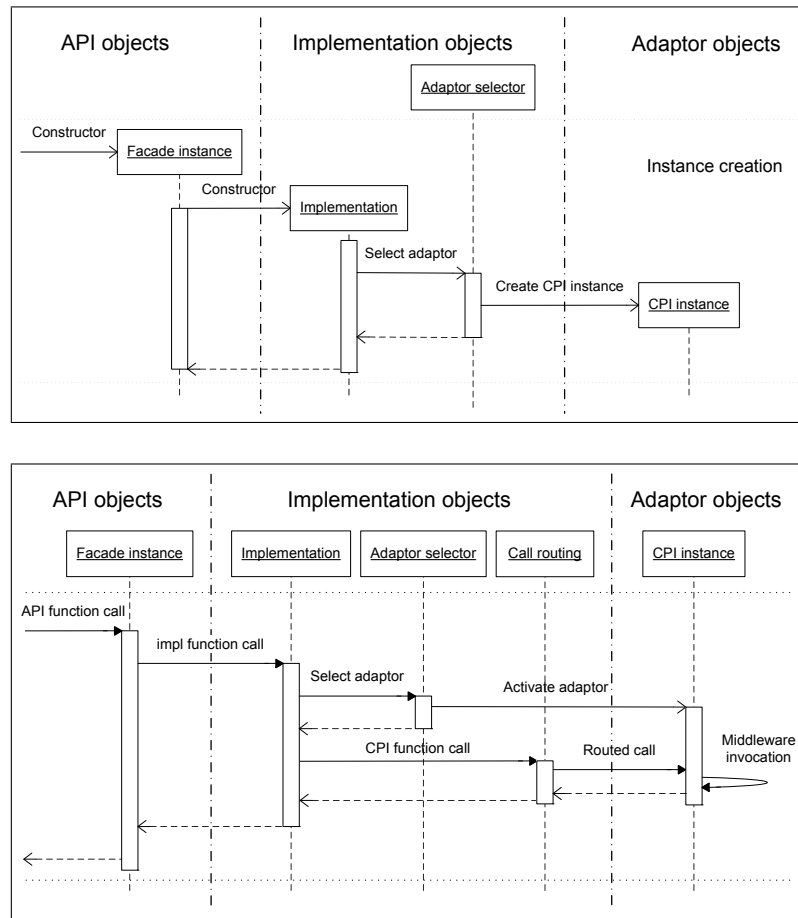 API objects
Implementation objects
Adaptor objects
Adaptor selector
Constructor
Facade instance
Instance creation
Constructor
Implementation
Select adaptor
Create CPI instance
CPI instance
API objects
Implementation objects
Adaptor objects
Facade instance
Implementation
Adaptor selector
Call routing
CPI instance
API function call
impl function call
Select adaptor
Activate adaptor
Middleware
invocation
CPI function call
Routed call